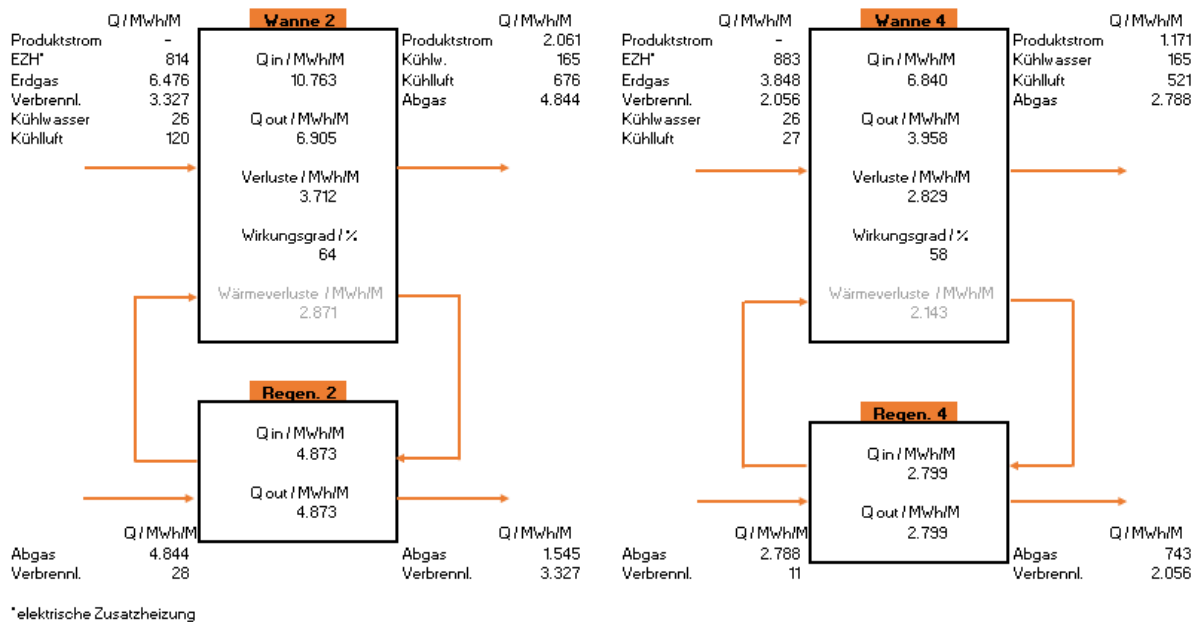 Q / MWh/M
Wanne 2
Q / MWh/M
Produktstrom -
EZH* 814
Erdgas 6.476
Verbrennl. 3.327
Kühlwasser 26
Kühlluft 120
Q in / MWh/M
10.763
Q out / MWh/M
6.905
Verluste / MWh/M
3.712
Wirkungsgrad / %
64
Wärmeverluste / MWh/M
2.871
Produktstrom 2.061
Kühlw. 165
Kühlluft 676
Abgas 4.844
Regen. 2
Q in / MWh/M
4.873
Q out / MWh/M
4.873
Q / MWh/M
Abgas 4.844
Verbrennl. 28
Q / MWh/M
Abgas 1.545
Verbrennl. 3.327
Q / MWh/M
Wanne 4
Q / MWh/M
Produktstrom -
EZH* 883
Erdgas 3.848
Verbrennl. 2.056
Kühlwasser 26
Kühlluft 27
Q in / MWh/M
6.840
Q out / MWh/M
3.958
Verluste / MWh/M
2.829
Wirkungsgrad / %
58
Wärmeverluste / MWh/M
2.143
Produktstrom 1.171
Kühlwasser 165
Kühlluft 521
Abgas 2.788
Regen. 4
Q in / MWh/M
2.799
Q out / MWh/M
2.799
Q / MWh/M
Abgas 2.788
Verbrennl. 11
Q / MWh/M
Abgas 743
Verbrennl. 2.056
*elektrische Zusatzheizung